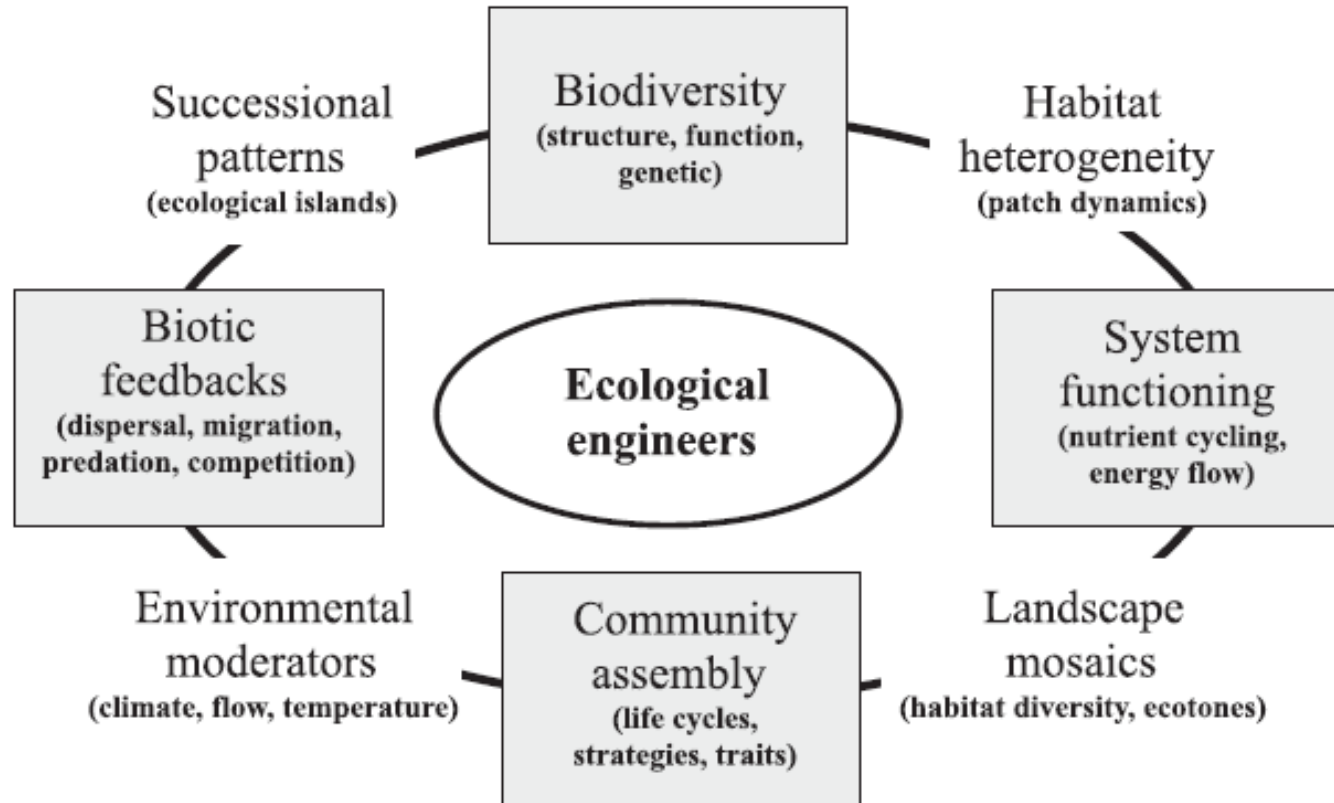 Biodiversity
(structure, function,
genetic)
Habitat
heterogeneity
(patch dynamics)
System
functioning
(nutrient cycling,
energy flow)
Landscape
mosaics
(habitat diversity, ecotones)
Community
assembly
(life cycles,
strategies, traits)
Environmental
moderators
(climate, flow, temperature)
Biotic
feedbacks
(dispersal, migration,
predation, competition)
Successional
patterns
(ecological islands)
Ecological
engineers